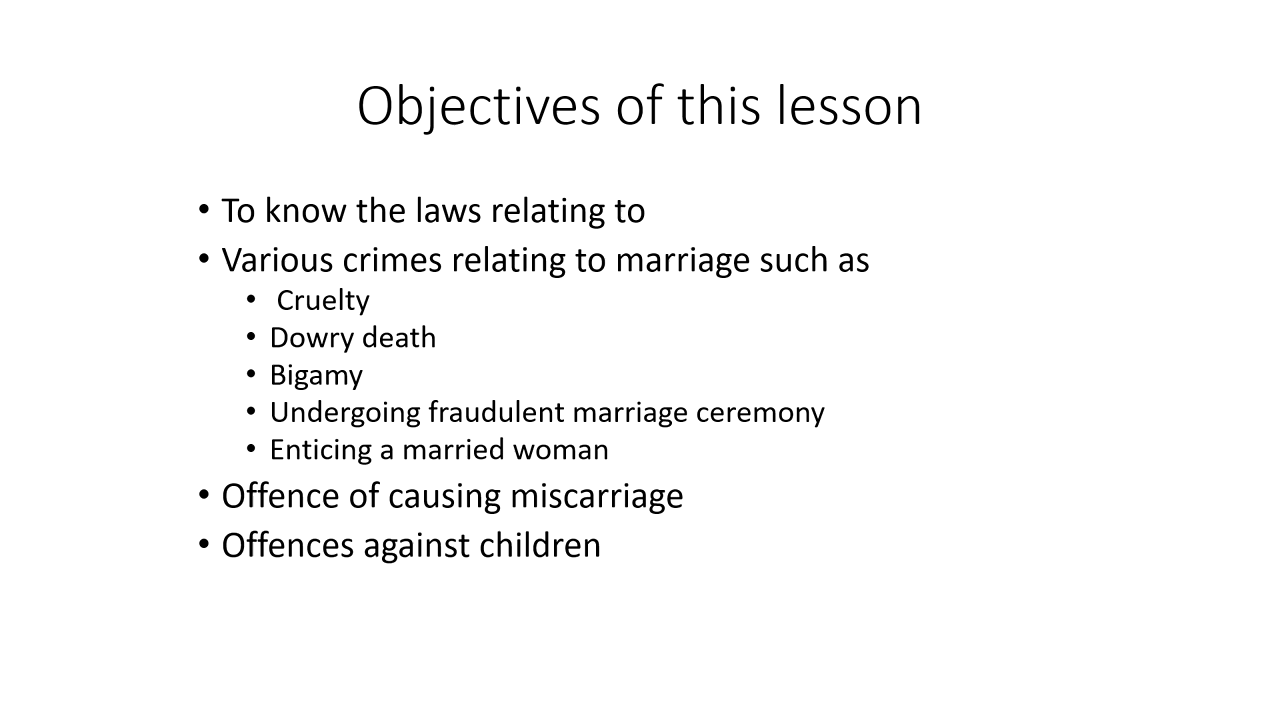 Objectives of this lesson
• To know the laws relating to
• Various crimes relating to marriage such as
• Cruelty
• Dowry death
• Bigamy
• Undergoing fraudulent marriage ceremony
• Enticing a married woman
• Offence of causing miscarriage
• Offences against children